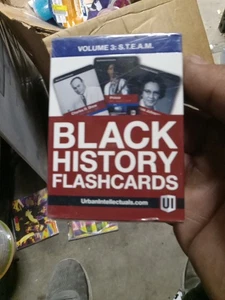 VOLUME 3: S.T.E.A.M.
BLACK
HISTORY
FLASHCARDS
UrbanIntellectuals.com
UI